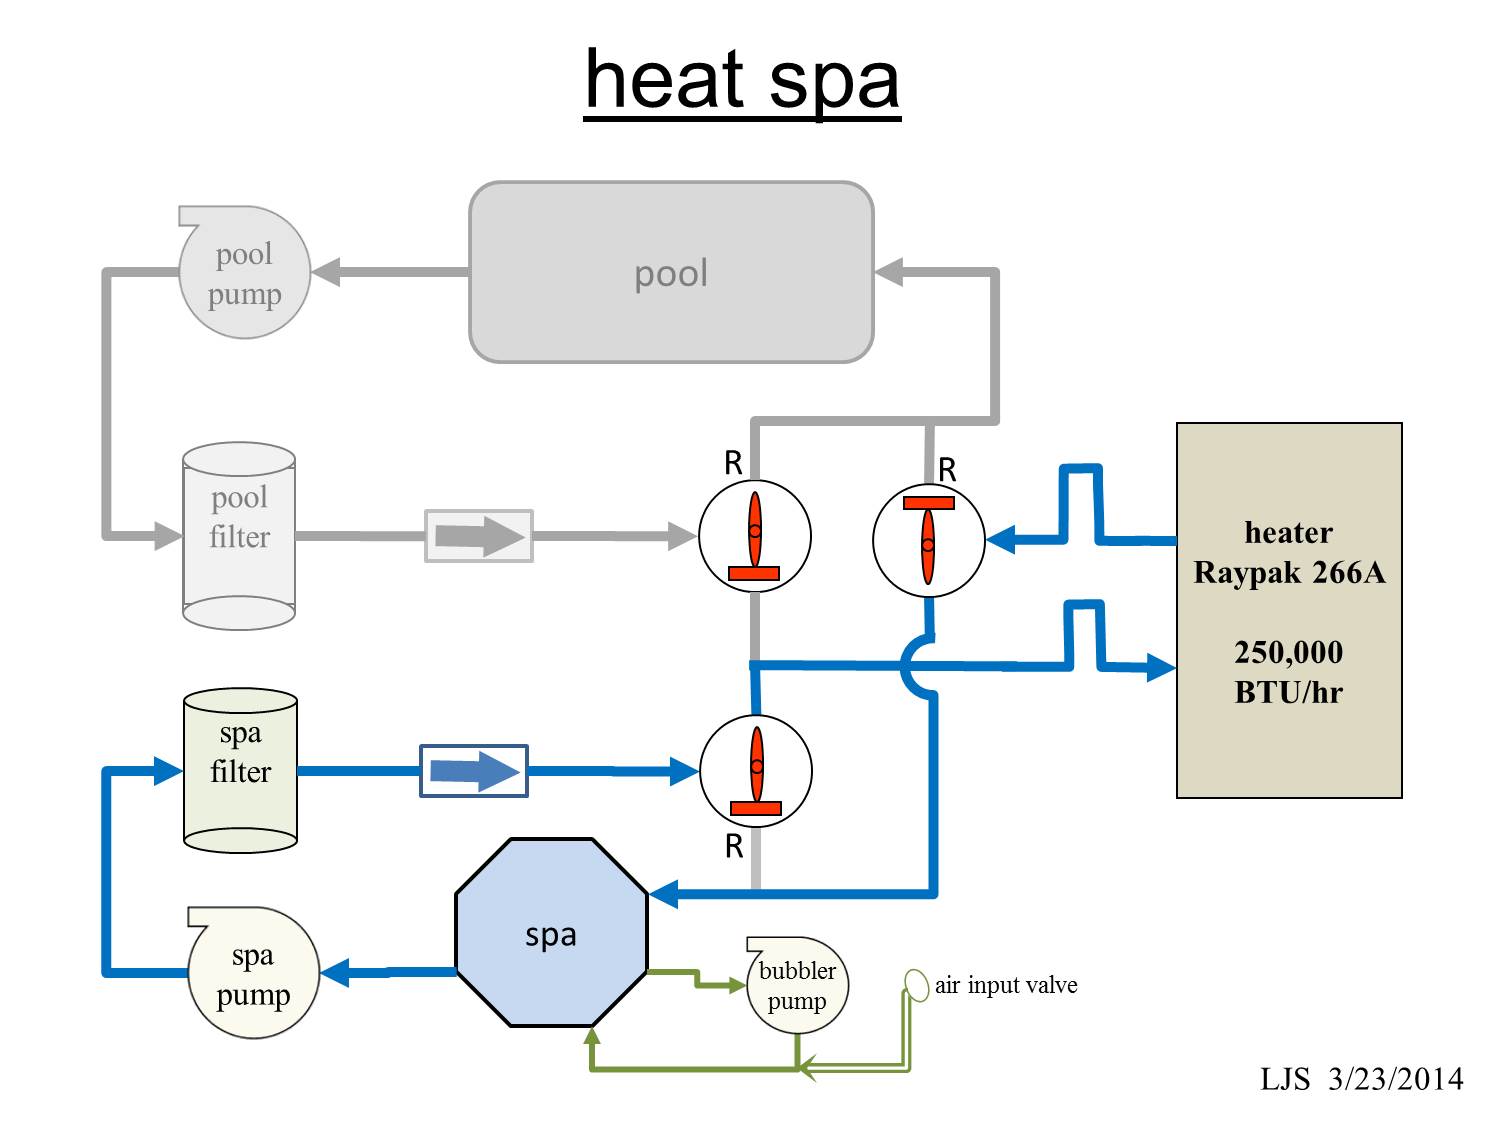 heat spa
pool
pump
pool
pool
filter
R
R
heater
Raypak 266A
250,000
BTU/hr
spa
filter
R
spa
pump
spa
bubbler
pump
air input valve
LJS 3/23/2014